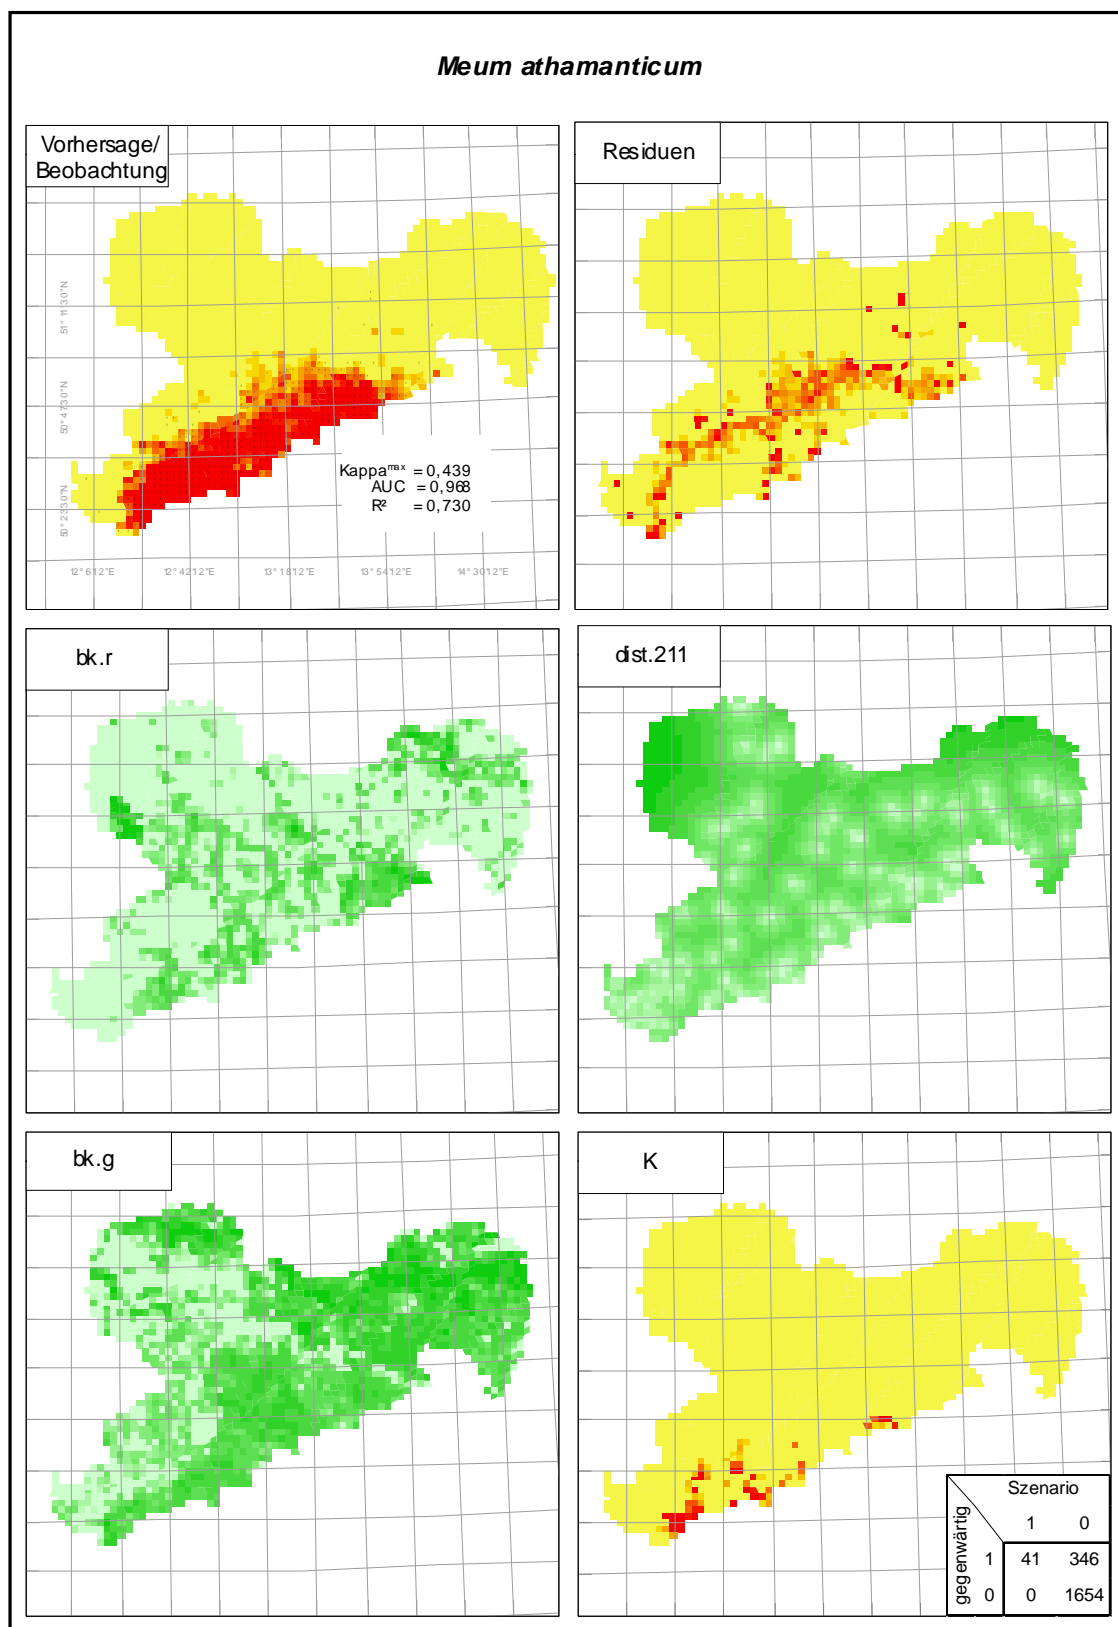 Meum athamanticum
Vorhersage/
Beobachtung
Residuen
51° 11'30"N
50° 47'30"N
50° 23'30"N
Kappa^max = 0,439
AUC = 0,968
R² = 0,730
12°6'12"E 12°42'12"E 13°18'12"E 13°54'12"E 14°30'12"E
bk.r
dist.211
bk.g
K
Szenario
gegenwärtig
1 0
1 41 346
0 0 1654